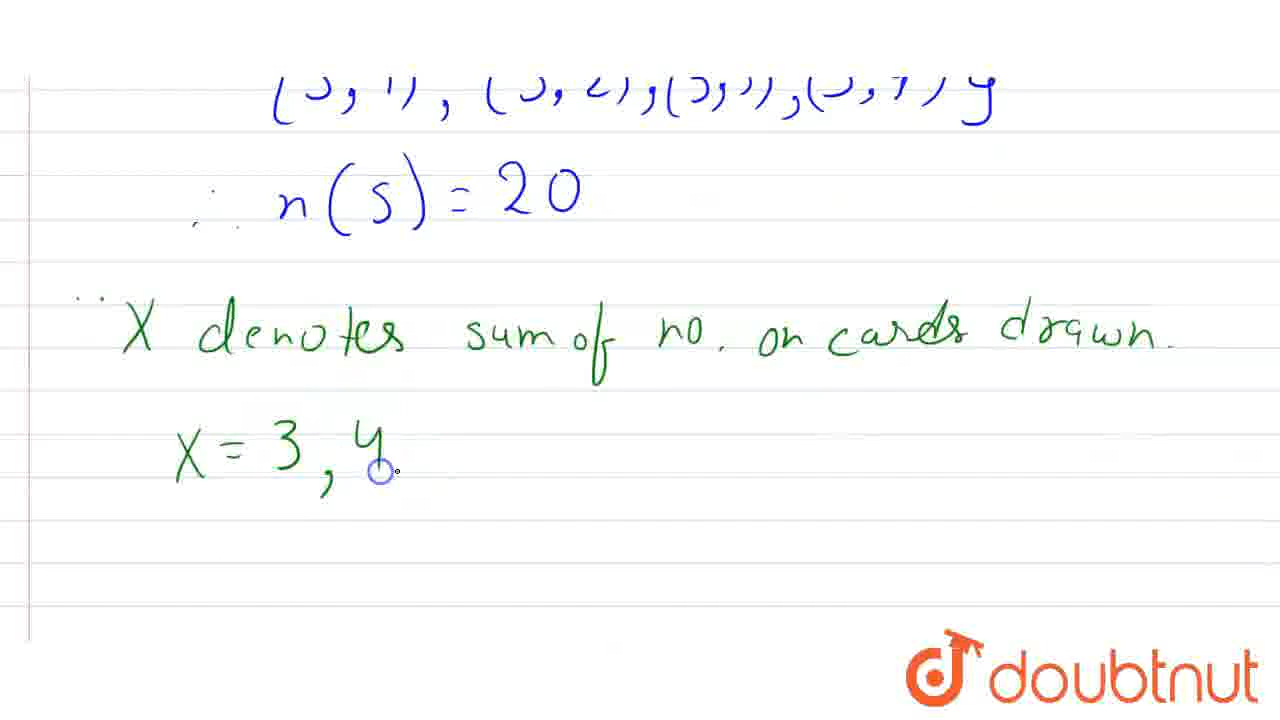 ∴ n(S) = 20
∵ X denotes sum of no. on cards drawn.
X = 3, 4
doubtnut